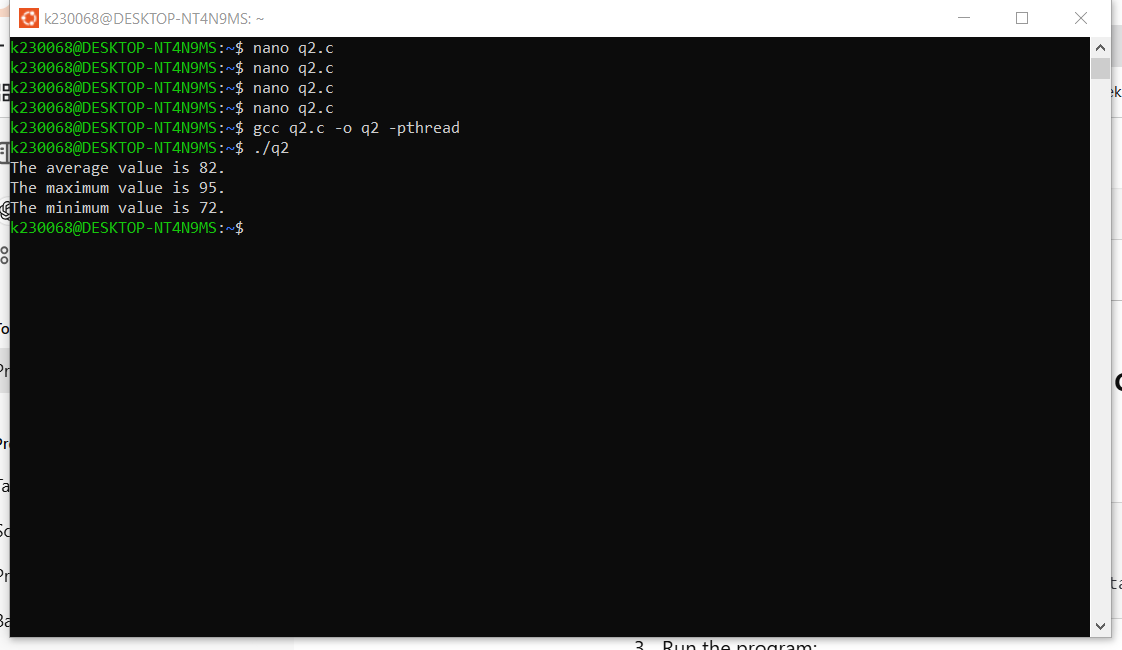 k230068@DESKTOP-NT4N9MS: ~
k230068@DESKTOP-NT4N9MS:~$ nano q2.c
k230068@DESKTOP-NT4N9MS:~$ nano q2.c
k230068@DESKTOP-NT4N9MS:~$ nano q2.c
k230068@DESKTOP-NT4N9MS:~$ nano q2.c
k230068@DESKTOP-NT4N9MS:~$ gcc q2.c -o q2 -pthread
k230068@DESKTOP-NT4N9MS:~$ ./q2
The average value is 82.
The maximum value is 95.
The minimum value is 72.
k230068@DESKTOP-NT4N9MS:~$
3. Run the program: